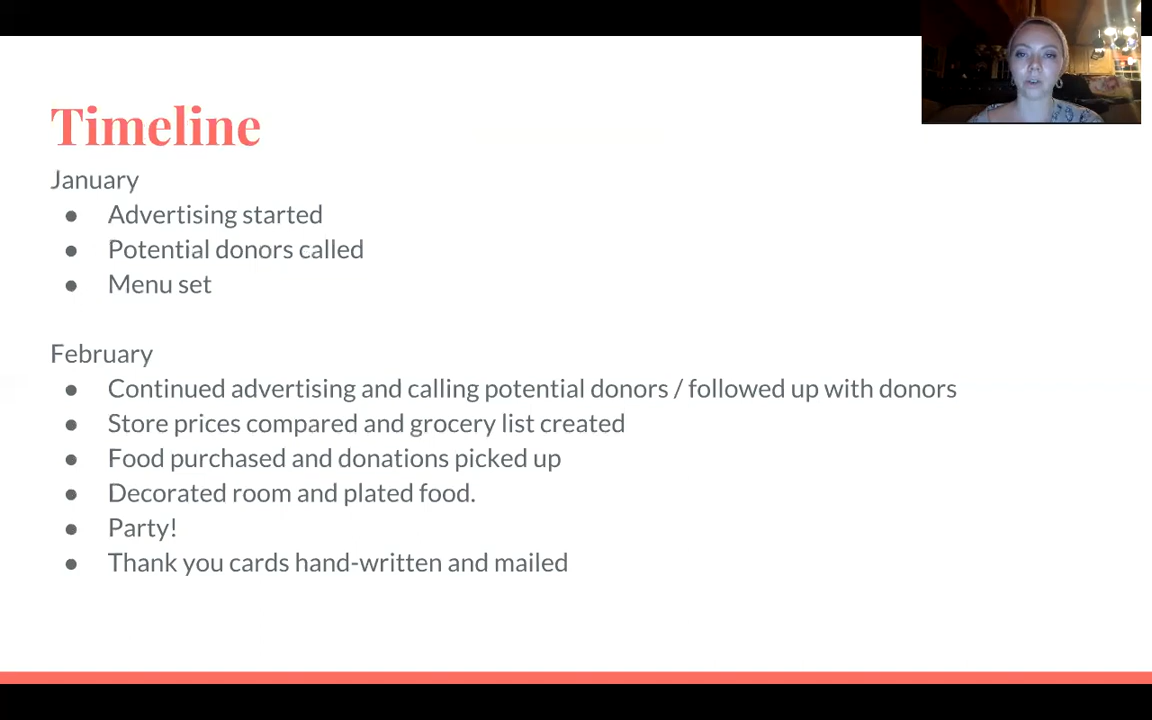 Timeline
January
● Advertising started
● Potential donors called
● Menu set
February
● Continued advertising and calling potential donors / followed up with donors
● Store prices compared and grocery list created
● Food purchased and donations picked up
● Decorated room and plated food.
● Party!
● Thank you cards hand-written and mailed